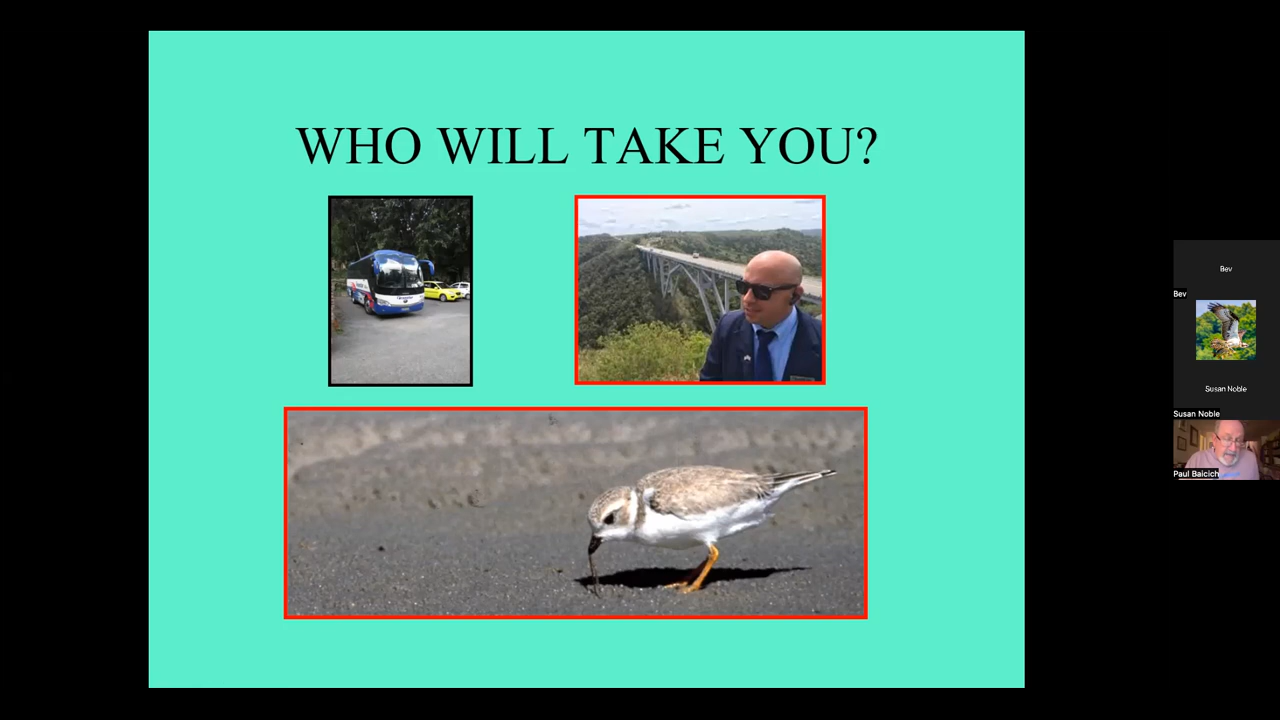 WHO WILL TAKE YOU?
Bev
Bev
Susan Noble
Susan Noble
Paul Baicich